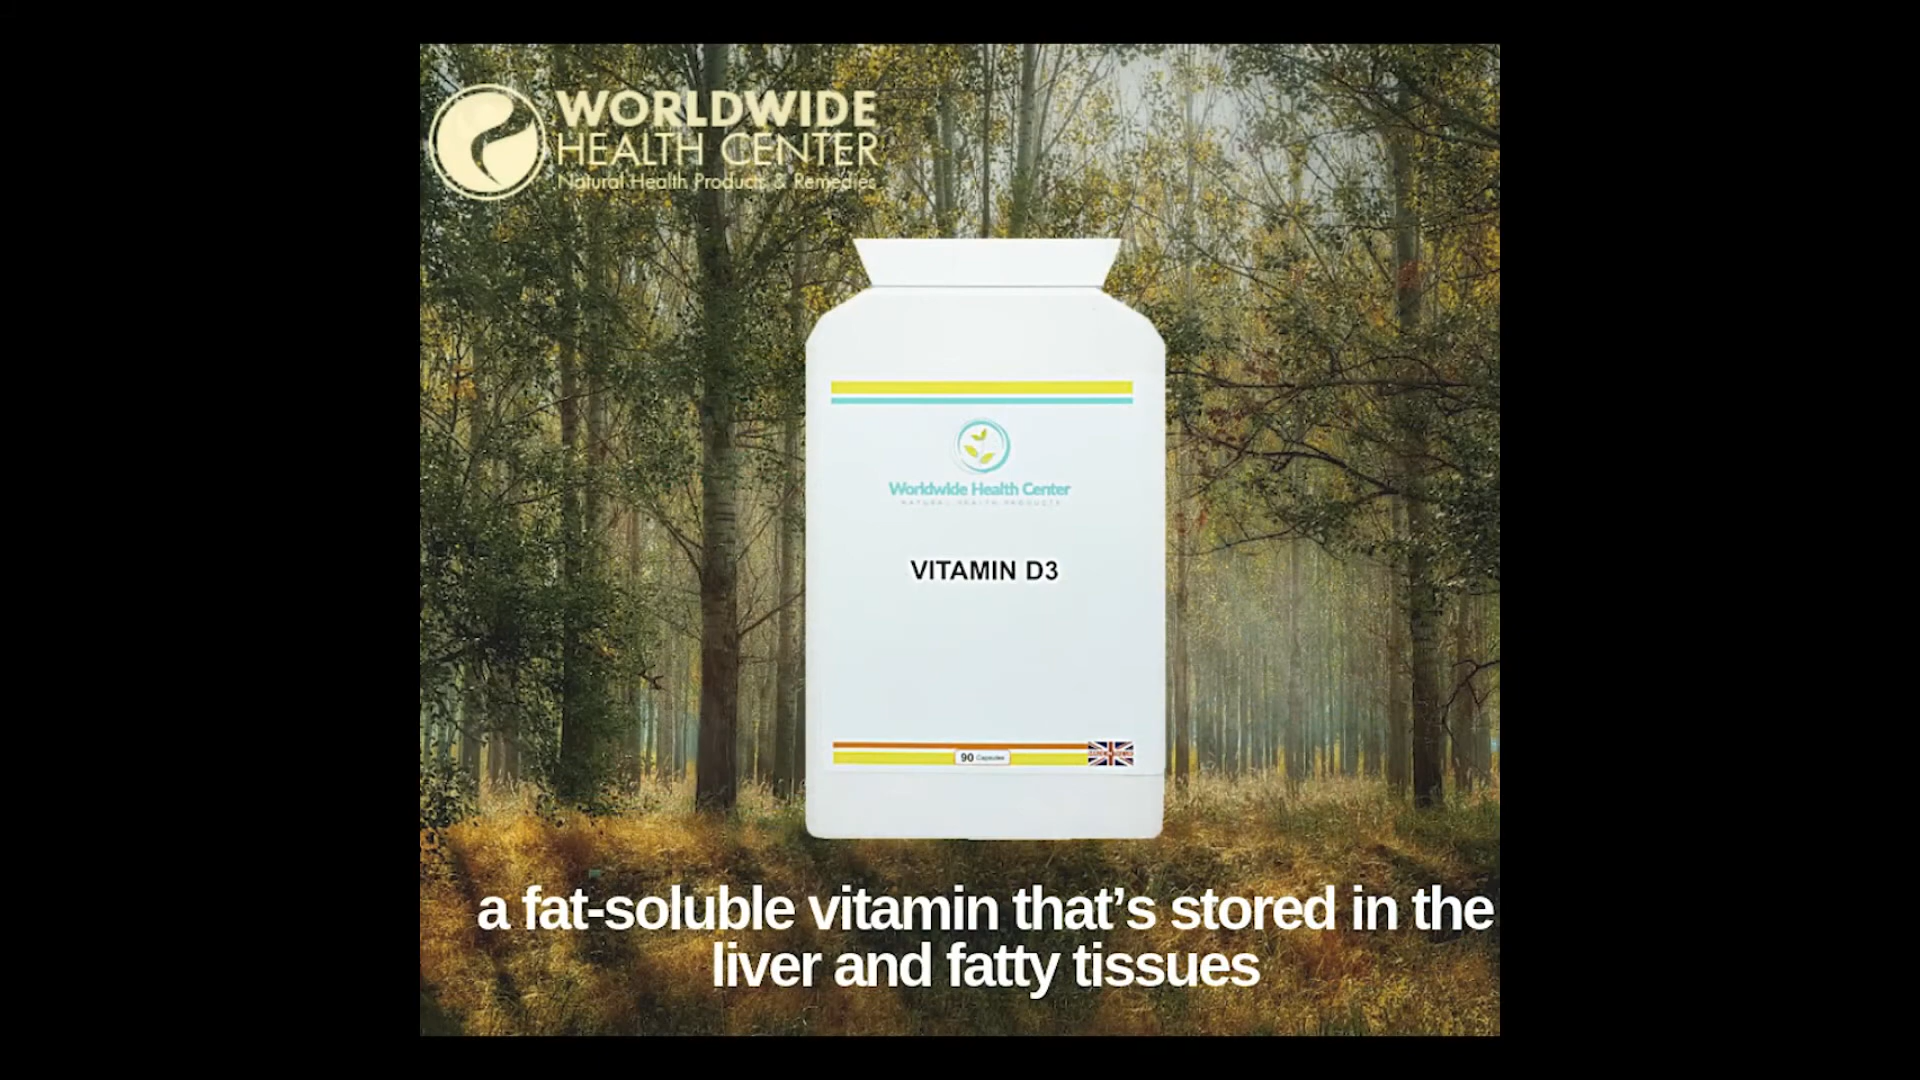 WORLDWIDE
HEALTH CENTER
Natural Health Products & Remedies
Worldwide Health Center
NATURAL HEALTH PRODUCTS
VITAMIN D3
90 Capsules
a fat-soluble vitamin that’s stored in the
liver and fatty tissues